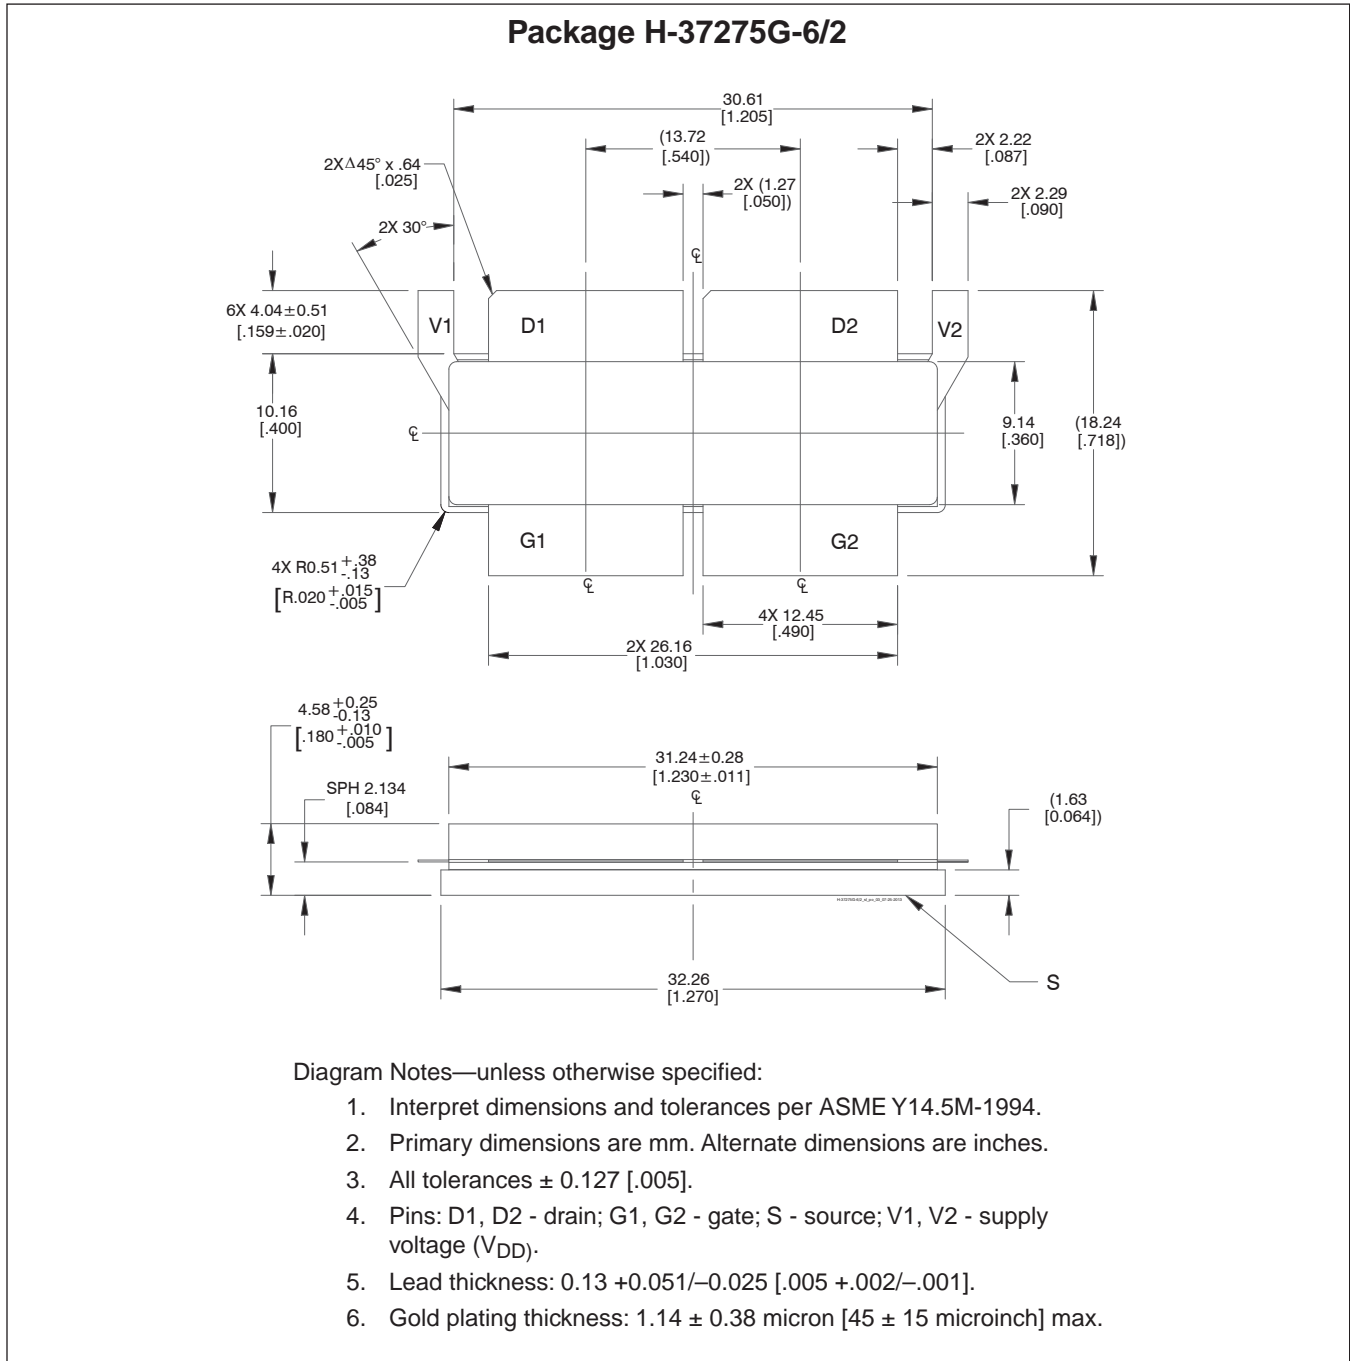 Package H-37275G-6/2
30.61
[1.205]
(13.72
[.540])
2X 2.22
[.087]
2XΔ45° x .64
[.025]
2X (1.27
[.050])
2X 2.29
[.090]
2X 30°
℄
6X 4.04±0.51
[.159±.020]
V1
D1
D2
V2
10.16
[.400]
℄
9.14
[.360]
(18.24
[.718])
G1
G2
4X R0.51 +.38
-.13
[R.020 +.015
-.005 ]
℄
℄
4X 12.45
[.490]
2X 26.16
[1.030]
4.58 +0.25
-0.13
[.180 +.010
-.005 ]
31.24±0.28
[1.230±.011]
℄
SPH 2.134
[.084]
(1.63
[0.064])
32.26
[1.270]
S
Diagram Notes—unless otherwise specified:
1. Interpret dimensions and tolerances per ASME Y14.5M-1994.
2. Primary dimensions are mm. Alternate dimensions are inches.
3. All tolerances ± 0.127 [.005].
4. Pins: D1, D2 - drain; G1, G2 - gate; S - source; V1, V2 - supply
voltage (VDD).
5. Lead thickness: 0.13 +0.051/–0.025 [.005 +.002/–.001].
6. Gold plating thickness: 1.14 ± 0.38 micron [45 ± 15 microinch] max.